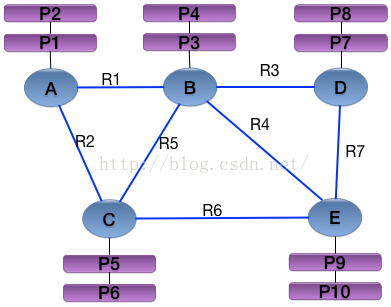 P2
P4
P8
P1
P3
P7
A
R1
B
R3
D
R2
R5
R4
R7
http://blog.csdn.net/
C
R6
E
P5
P9
P6
P10